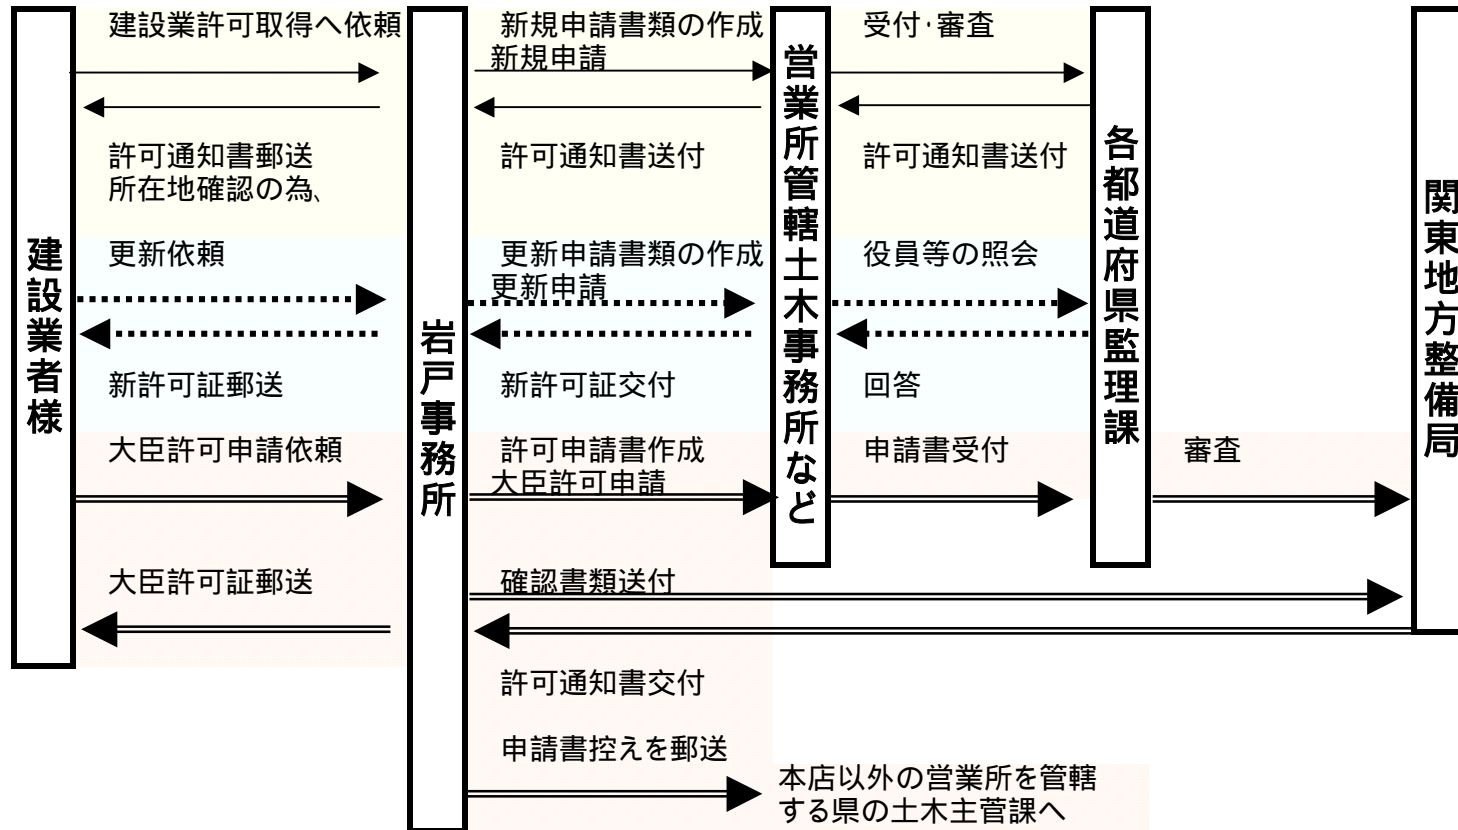 建設業許可取得へ依頼
新規申請書類の作成
新規申請
受付・審査
許可通知書郵送
所在地確認の為、
許可通知書送付
許可通知書送付
更新依頼
更新申請書類の作成
更新申請
役員等の照会
新許可証郵送
新許可証交付
回答
大臣許可申請依頼
許可申請書作成
大臣許可申請
申請書受付
審査
大臣許可証郵送
確認書類送付
許可通知書交付
申請書控えを郵送
本店以外の営業所を管轄
する県の土木主菅課へ
建設業者様
岩戸事務所
営業所管轄土木事務所など
各都道府県監理課
関東地方整備局